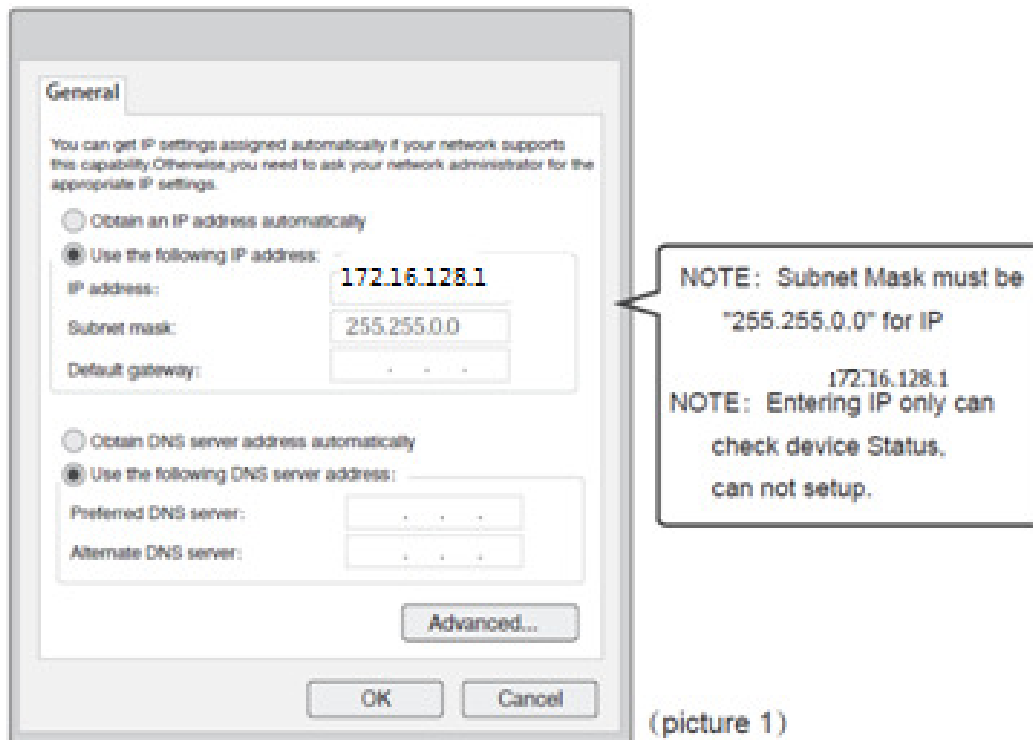 General
You can get IP settings assigned automatically if your network supports
this capability.Otherwise,you need to ask your network administrator for the
appropriate IP settings.
Obtain an IP address automatically
Use the following IP address:
IP address:
172.16.128.1
Subnet mask:
255.255.0.0
Default gateway:
. . .
Obtain DNS server address automatically
Use the following DNS server address:
Preferred DNS server:
. . .
Alternate DNS server:
. . .
Advanced...
OK
Cancel
NOTE: Subnet Mask must be
"255.255.0.0" for IP
172.16.128.1
NOTE: Entering IP only can
check device Status,
can not setup.
(picture 1)